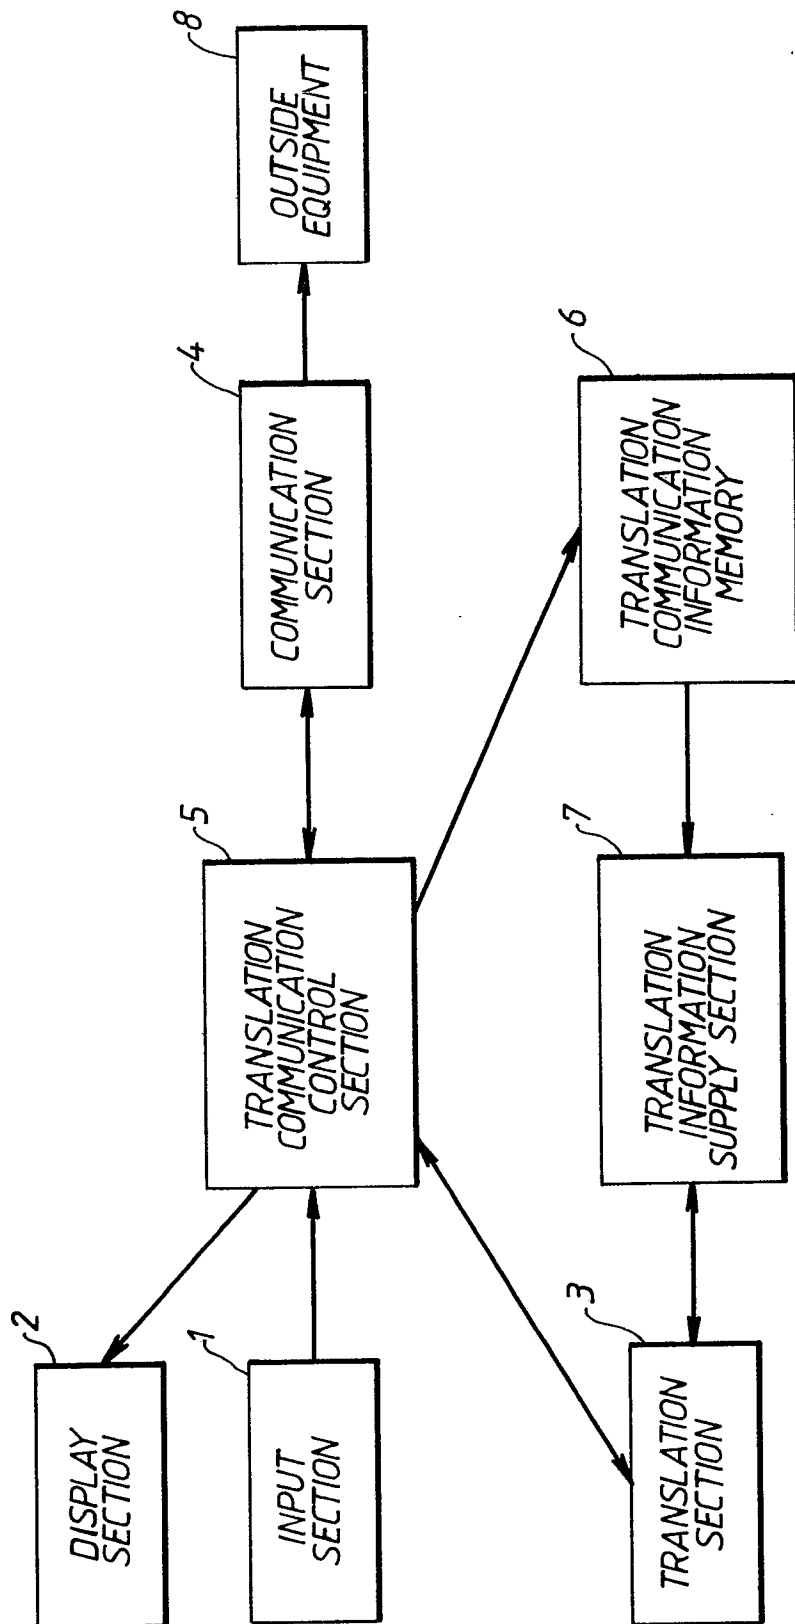 2
DISPLAY
SECTION
1
INPUT
SECTION
5
TRANSLATION
COMMUNICATION
CONTROL
SECTION
4
COMMUNICATION
SECTION
8
OUTSIDE
EQUIPMENT
3
TRANSLATION
SECTION
7
TRANSLATION
INFORMATION
SUPPLY SECTION
6
TRANSLATION
COMMUNICATION
INFORMATION
MEMORY